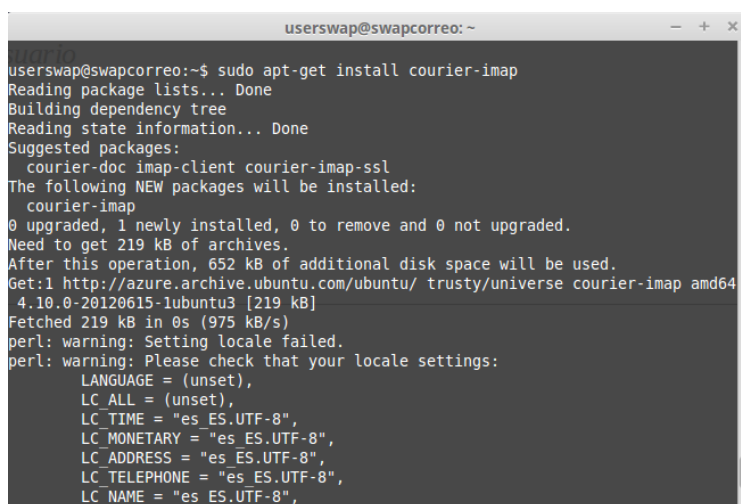 userswap@swapcorreo: ~
suario
userswap@swapcorreo:~$ sudo apt-get install courier-imap
Reading package lists... Done
Building dependency tree
Reading state information... Done
Suggested packages:
  courier-doc imap-client courier-imap-ssl
The following NEW packages will be installed:
  courier-imap
0 upgraded, 1 newly installed, 0 to remove and 0 not upgraded.
Need to get 219 kB of archives.
After this operation, 652 kB of additional disk space will be used.
Get:1 http://azure.archive.ubuntu.com/ubuntu/ trusty/universe courier-imap amd64
 4.10.0-20120615-1ubuntu3 [219 kB]
Fetched 219 kB in 0s (975 kB/s)
perl: warning: Setting locale failed.
perl: warning: Please check that your locale settings:
        LANGUAGE = (unset),
        LC_ALL = (unset),
        LC_TIME = "es_ES.UTF-8",
        LC_MONETARY = "es_ES.UTF-8",
        LC_ADDRESS = "es_ES.UTF-8",
        LC_TELEPHONE = "es_ES.UTF-8",
        LC_NAME = "es_ES.UTF-8",